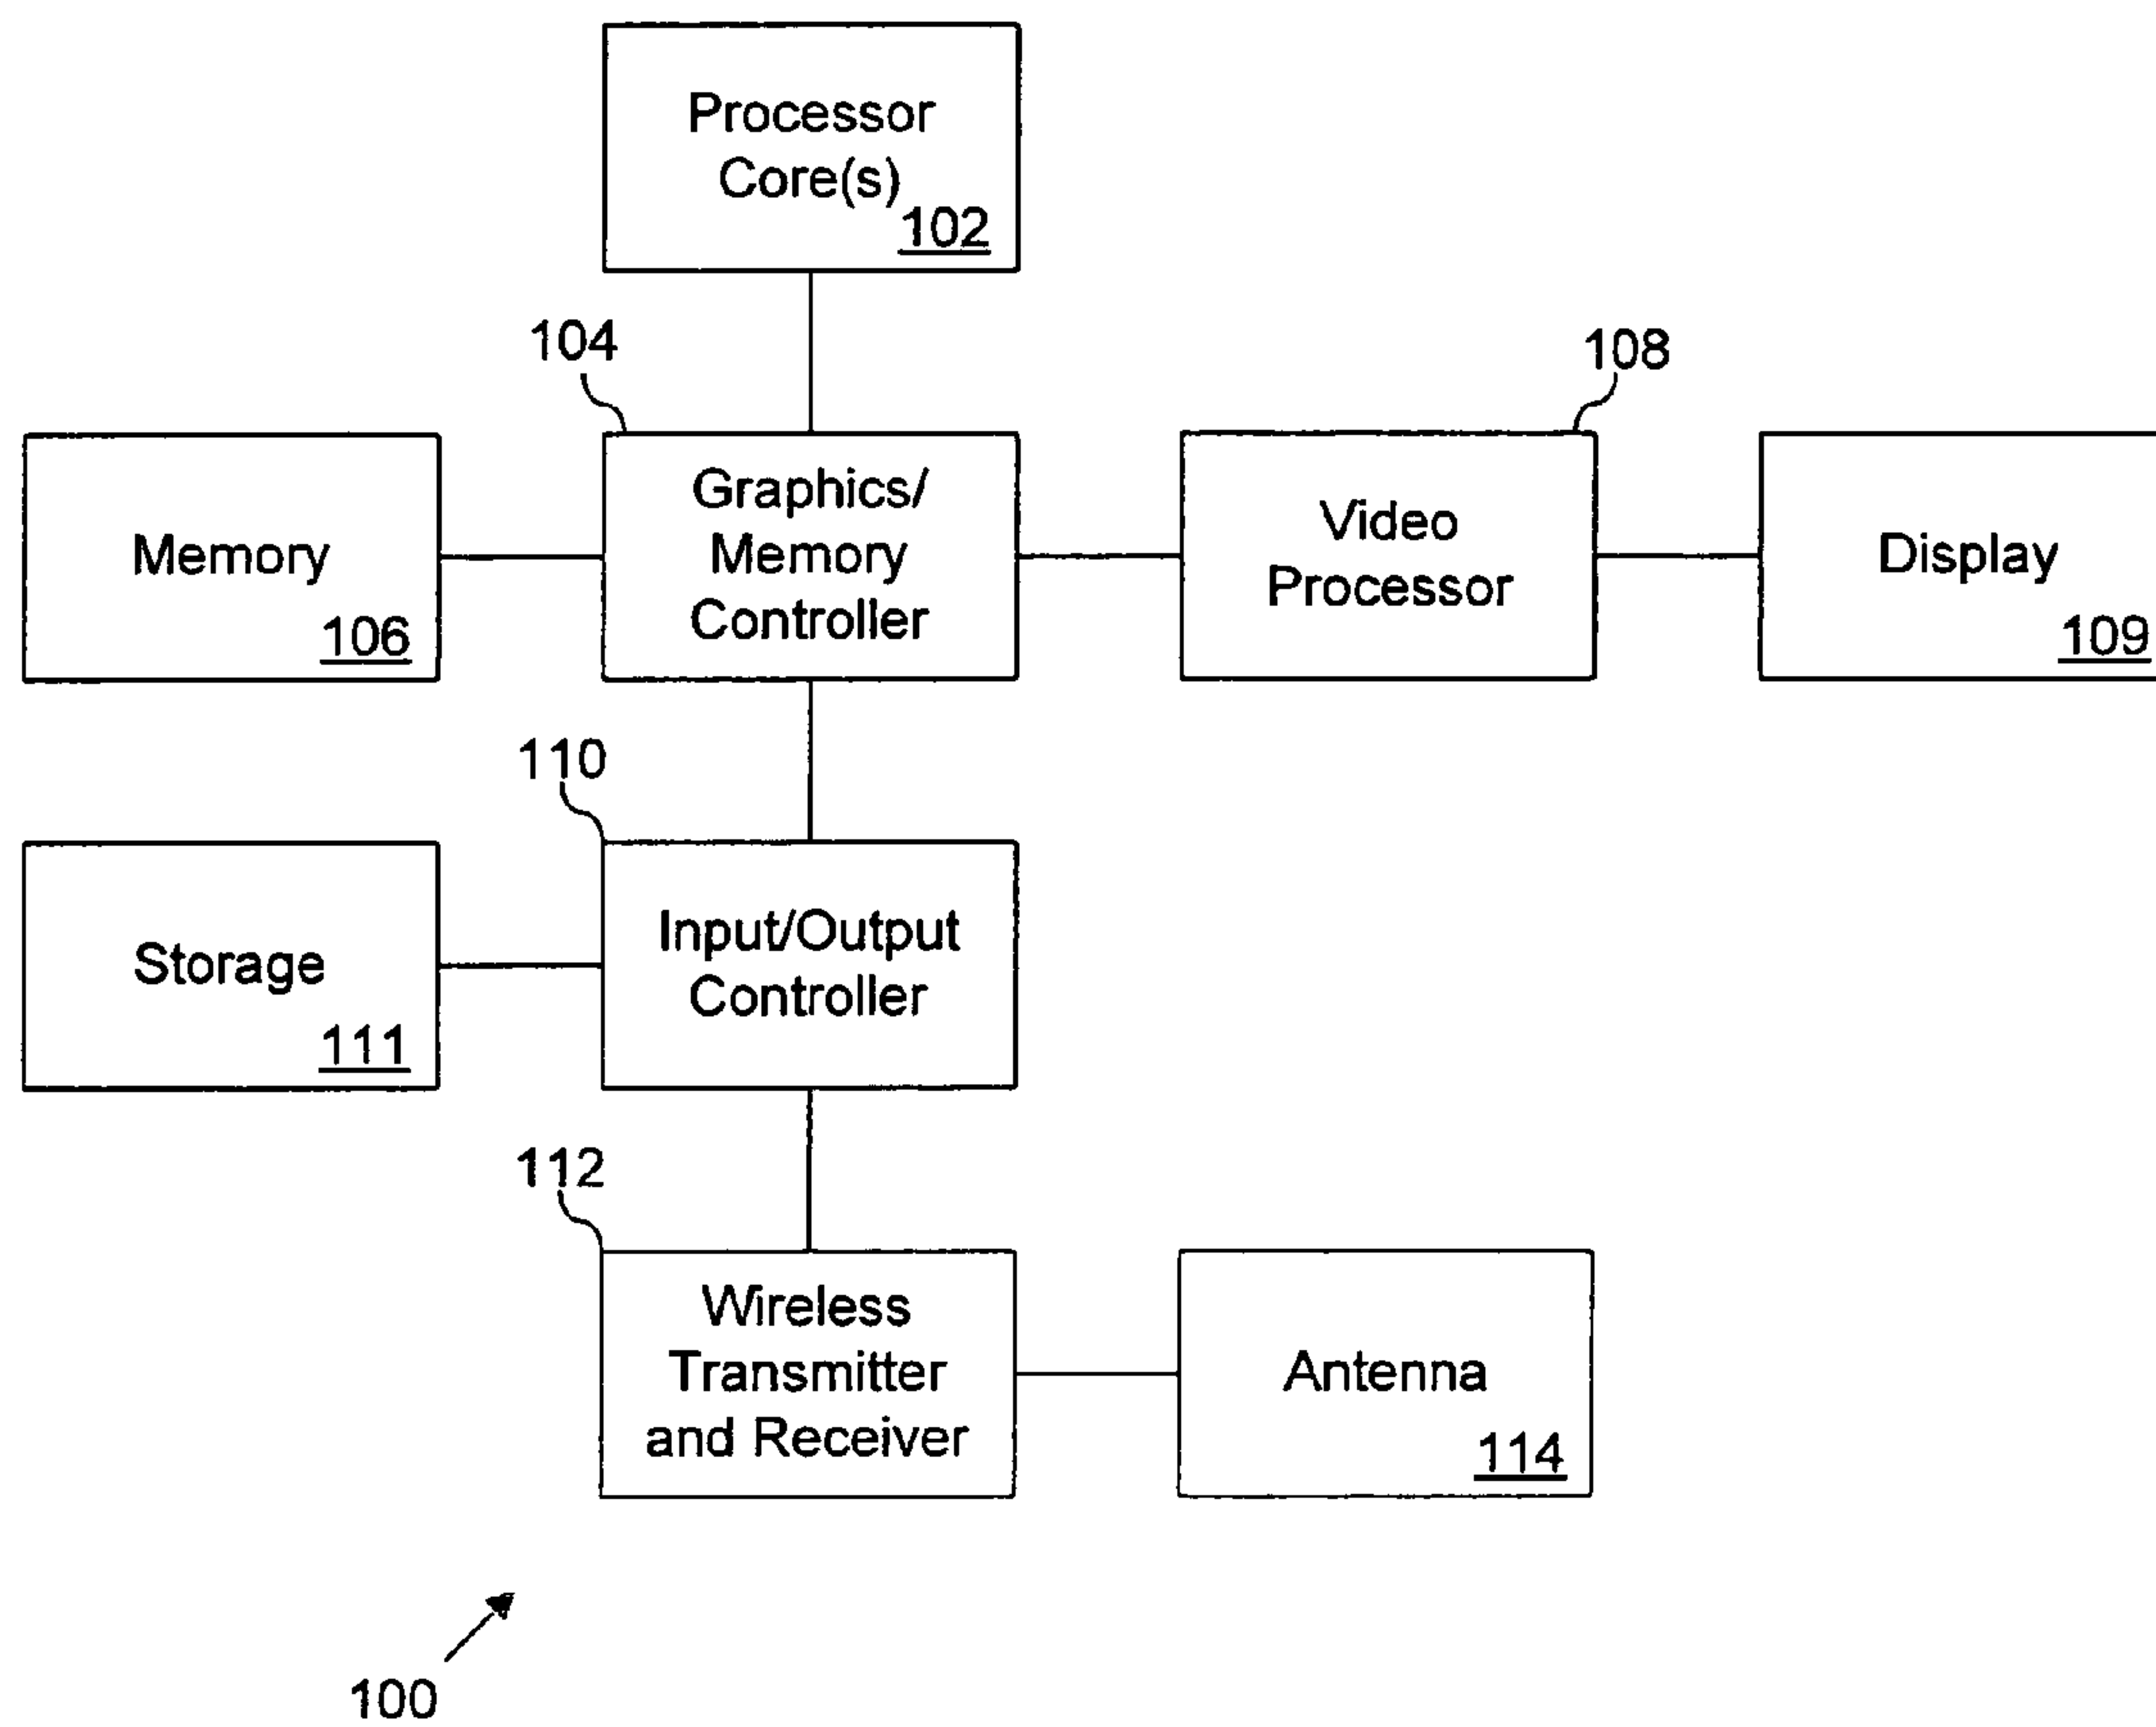 Processor
Core(s)
102
104
108
Memory
106
Graphics/
Memory
Controller
Video
Processor
Display
109
110
Storage
111
Input/Output
Controller
112
Wireless
Transmitter
and Receiver
Antenna
114
100